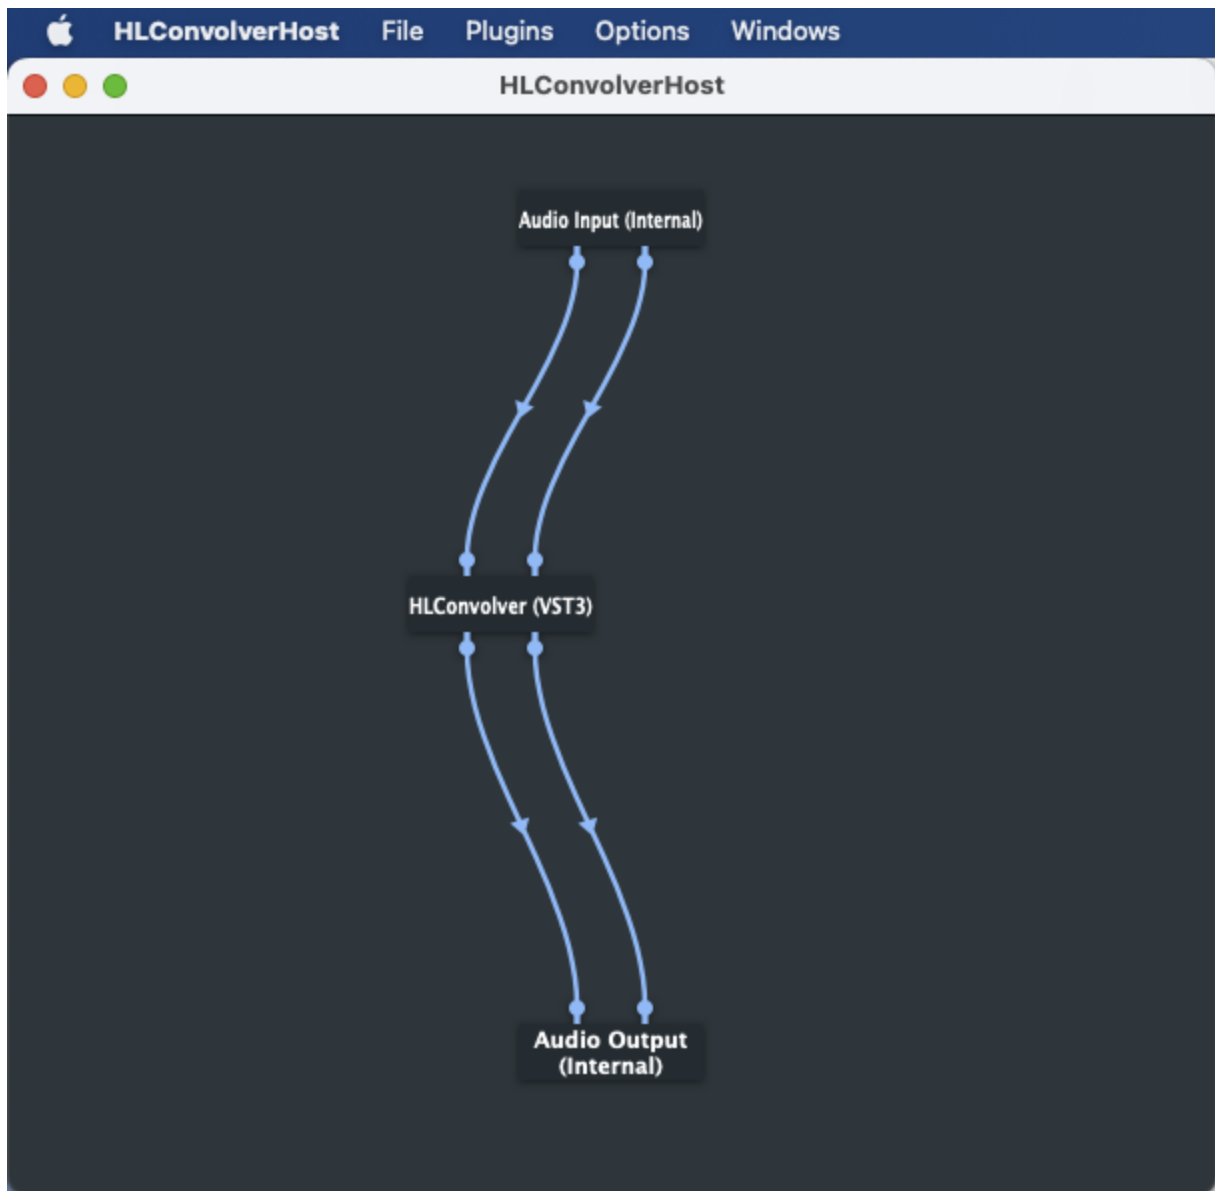 HLConvolverHost File Plugins Options Windows
HLConvolverHost
Audio Input (Internal)
HLConvolver (VST3)
Audio Output
(Internal)